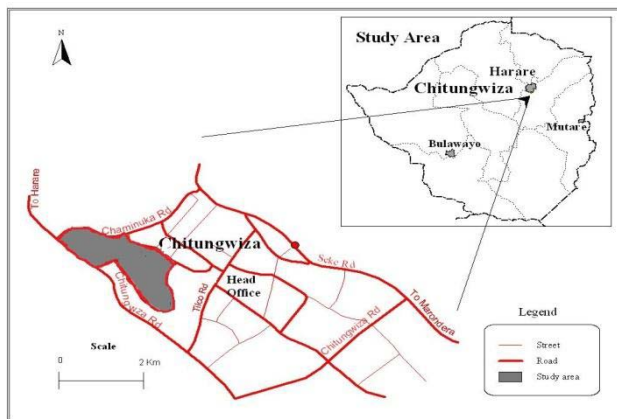 N
Study Area
Harare
Chitungwiza
Mutare
Bulawayo
To Harare
Chaminuka Rd
Chitungwiza
Seke Rd
Chitungwiza Rd
Tilco Rd
Head
Office
To Marondera
Chitungwiza Rd
Legend
Street
Road
Study area
Scale
0
2 Km